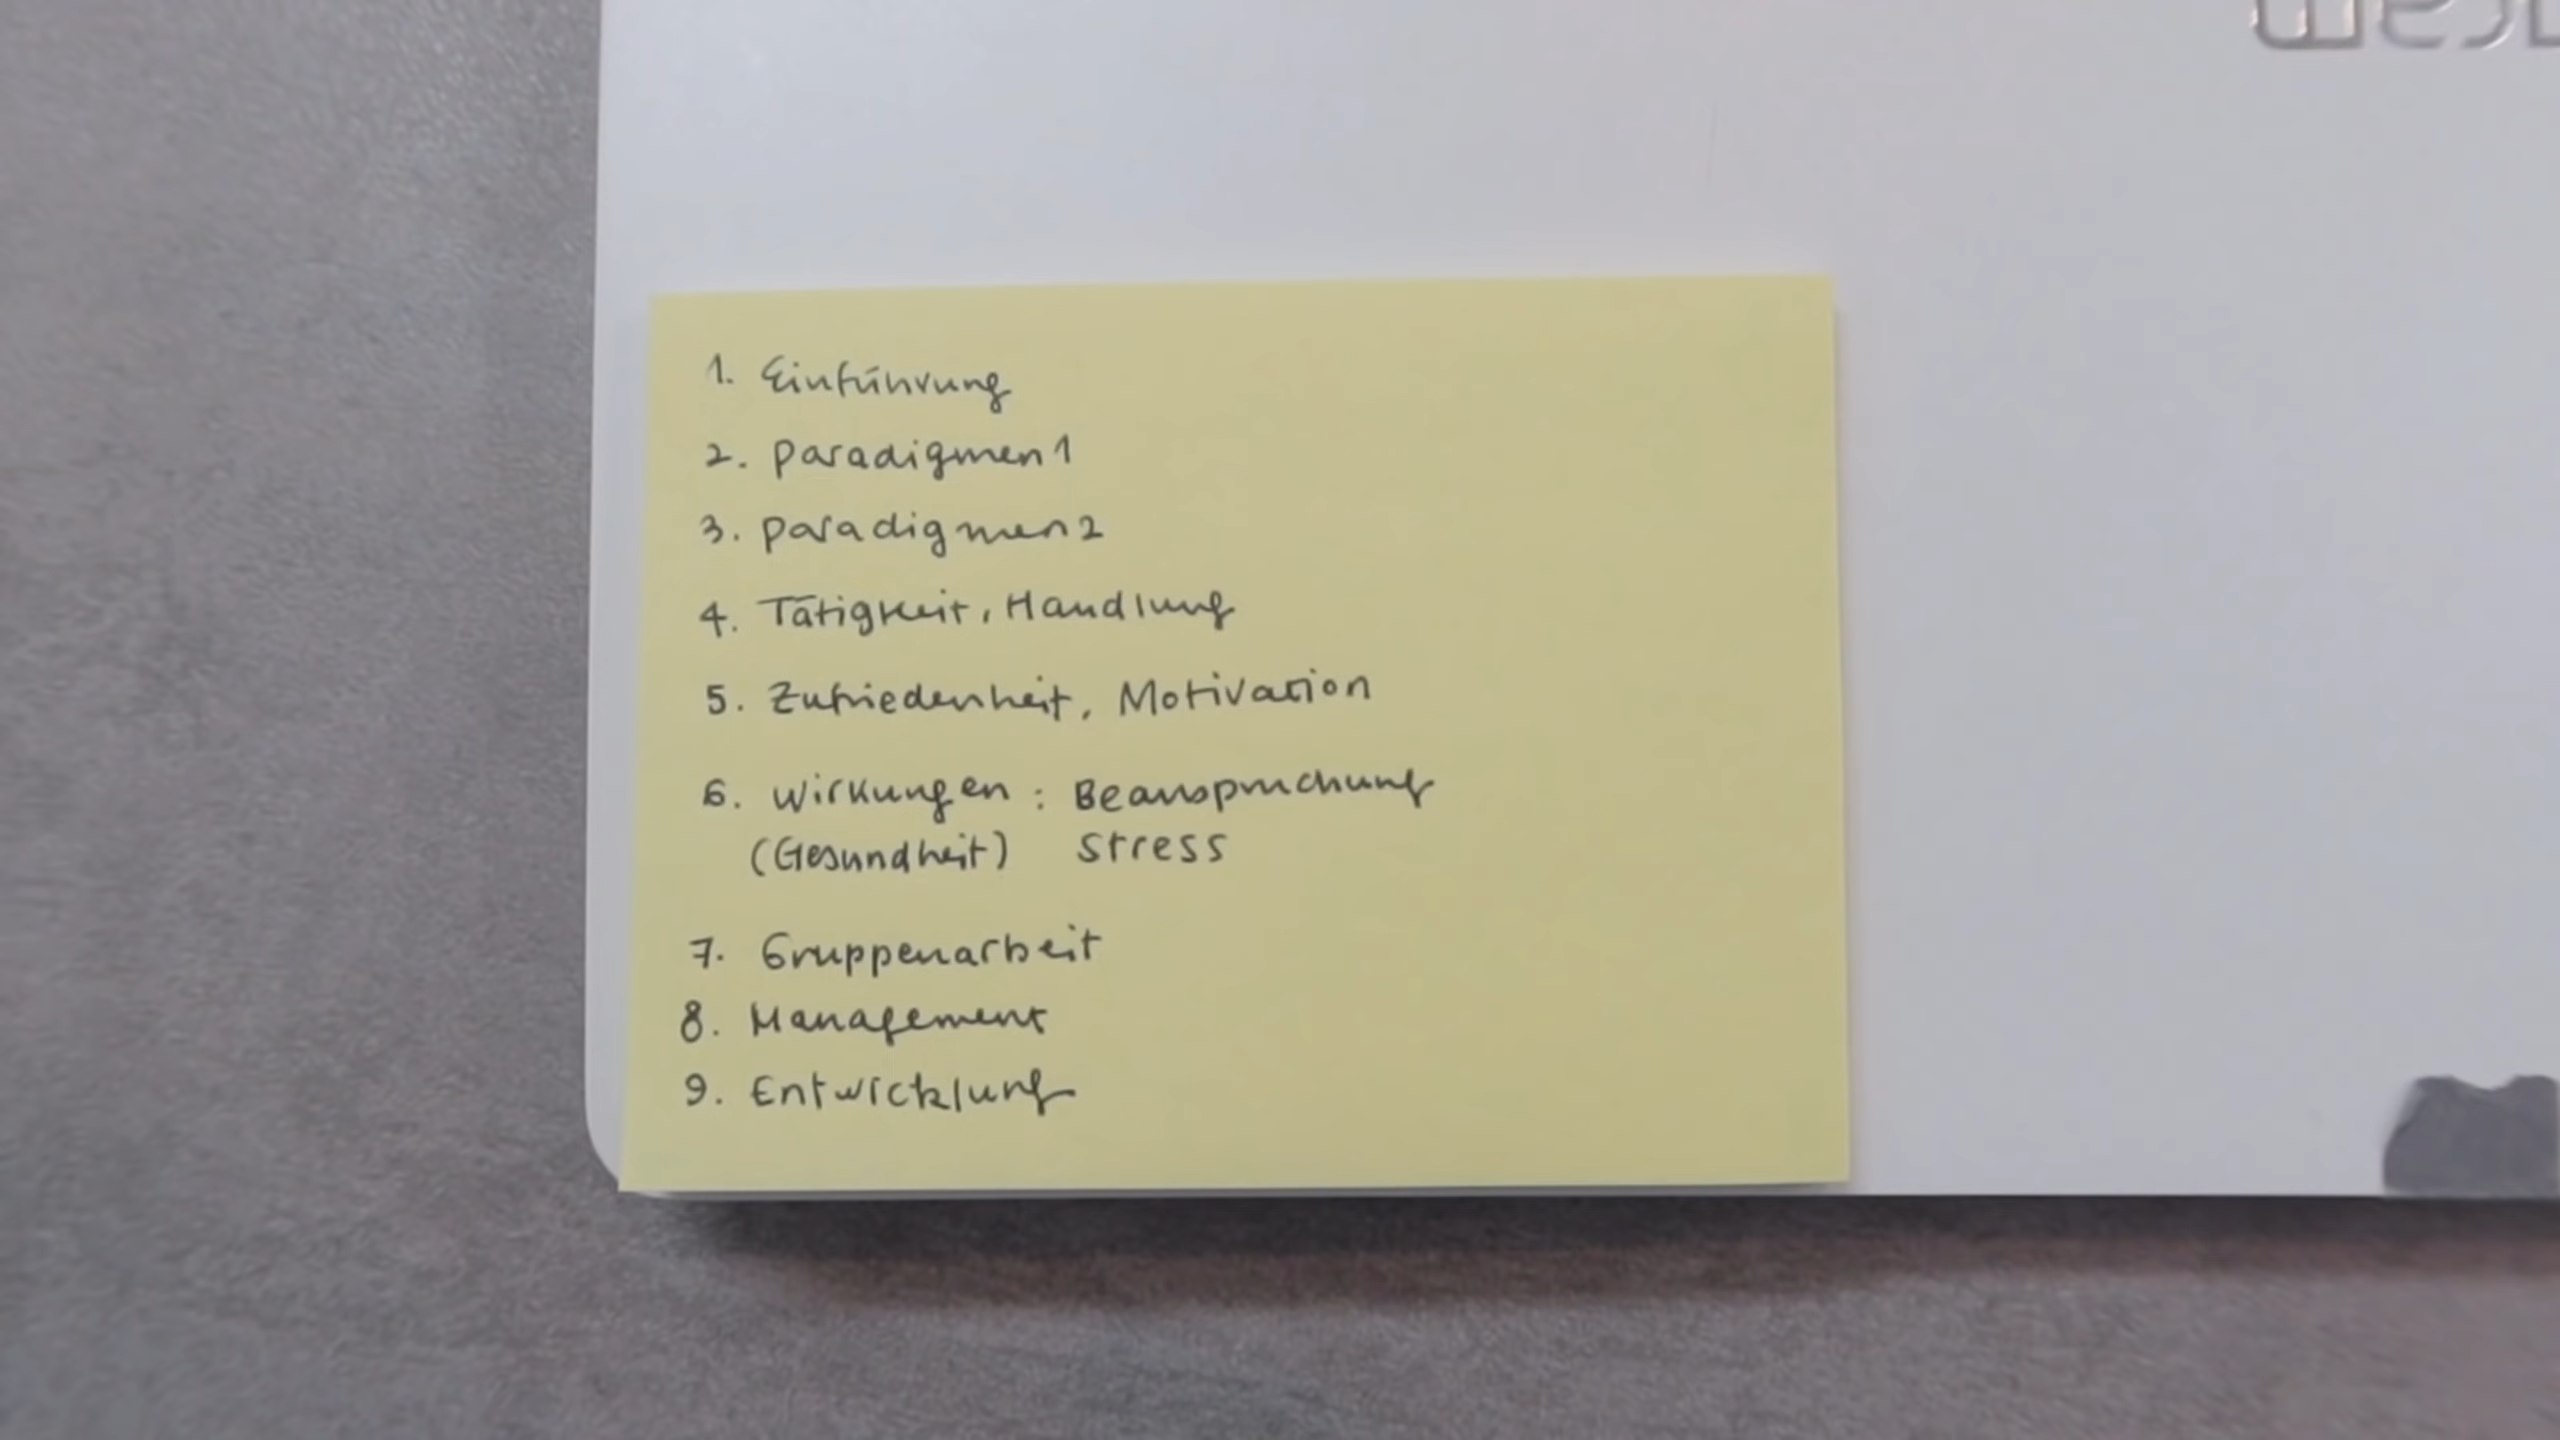 1. Einführung
2. Paradigmen 1
3. Paradigmen 2
4. Tätigkeit, Handlung
5. Zufriedenheit, Motivation
6. Wirkungen : Beanspruchung
(Gesundheit) Stress
7. Gruppenarbeit
8. Management
9. Entwicklung